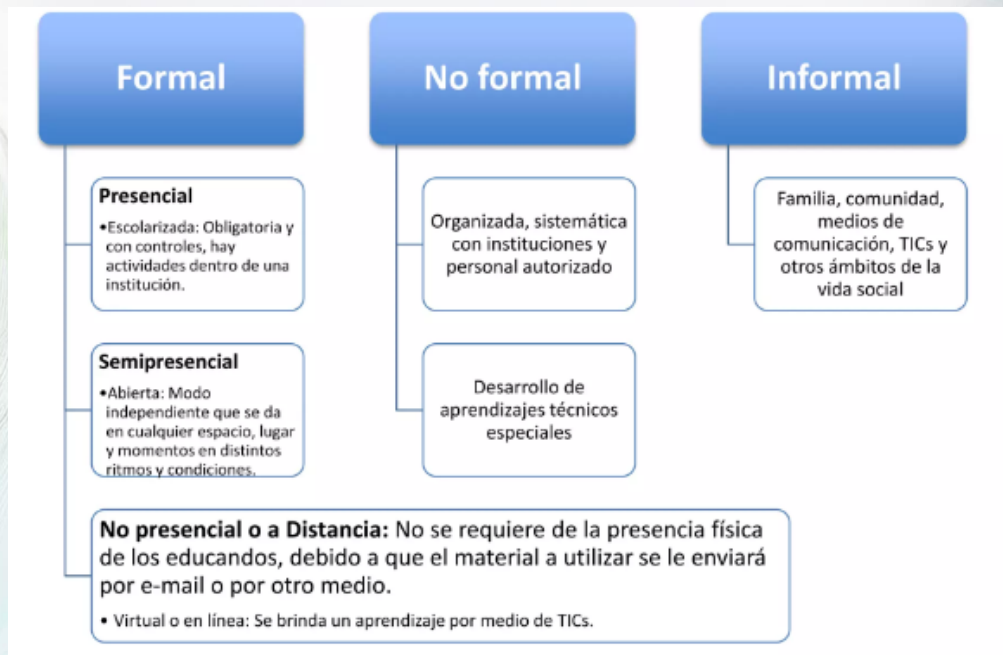 Formal
Presencial
•Escolarizada: Obligatoria y
con controles, hay
actividades dentro de una
institución.
Semipresencial
•Abierta: Modo
independiente que se da
en cualquier espacio, lugar
y momentos en distintos
ritmos y condiciones.
No presencial o a Distancia: No se requiere de la presencia física
de los educandos, debido a que el material a utilizar se le enviará
por e-mail o por otro medio.
• Virtual o en línea: Se brinda un aprendizaje por medio de TICs.
No formal
Organizada, sistemática
con instituciones y
personal autorizado
Desarrollo de
aprendizajes técnicos
especiales
Informal
Familia, comunidad,
medios de
comunicación, TICs y
otros ámbitos de la
vida social